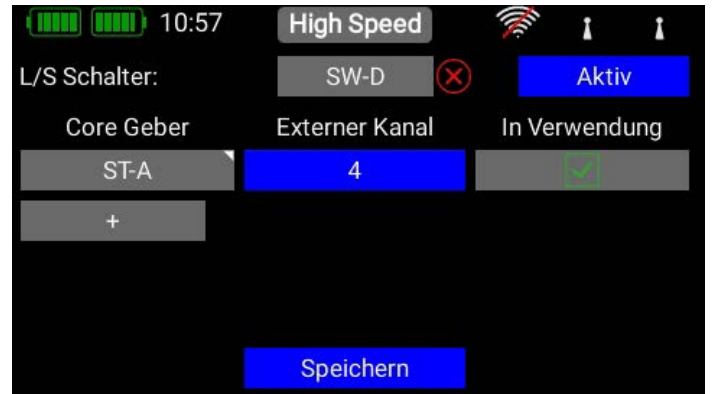 10:57 High Speed
L/S Schalter: SW-D Aktiv
Core Geber Externer Kanal In Verwendung
ST-A 4
+
Speichern